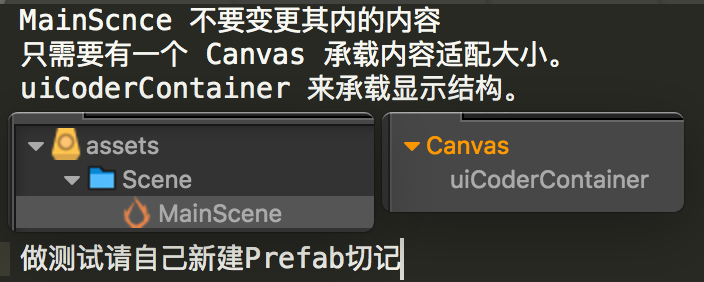 MainScnce 不要变更其内的内容
只需要有一个 Canvas 承载内容适配大小。
uiCoderContainer 来承载显示结构。
assets
Scene
MainScene
Canvas
uiCoderContainer
做测试请自己新建Prefab切记